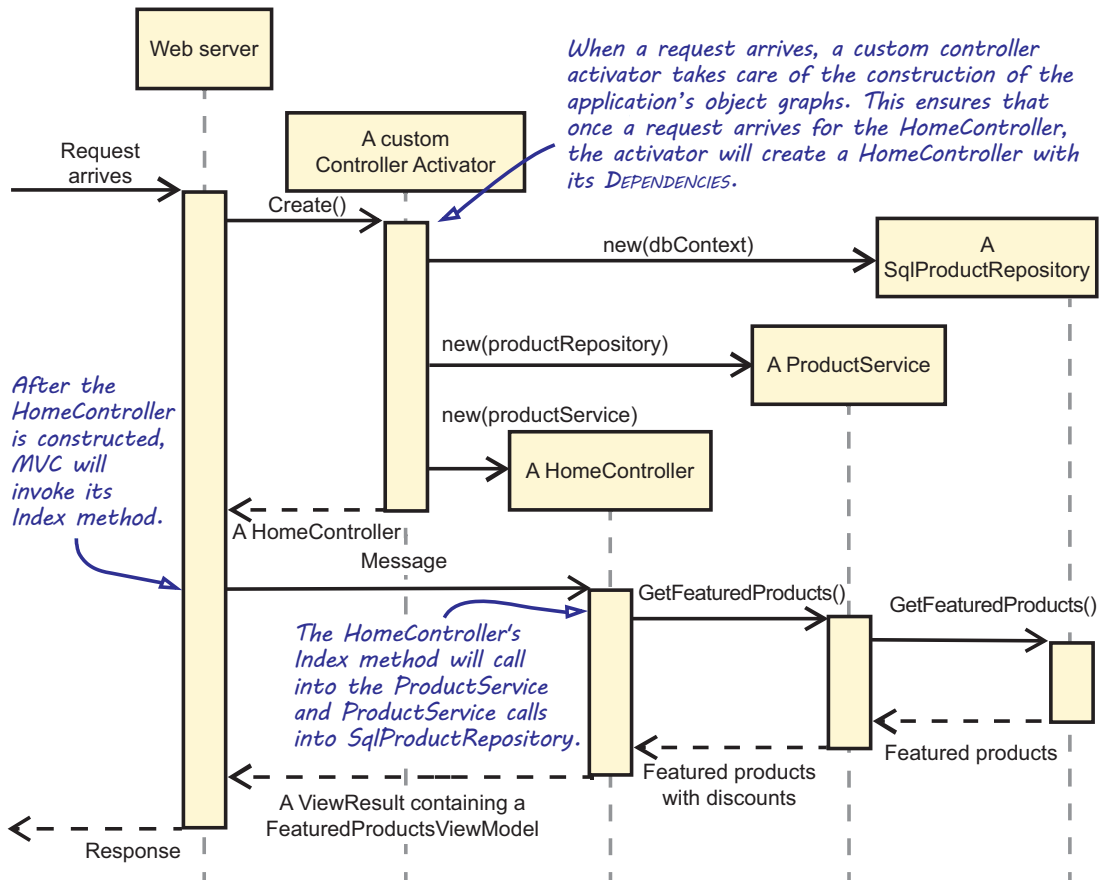 Web server
When a request arrives, a custom controller
activator takes care of the construction of the
application's object graphs. This ensures that
once a request arrives for the HomeController,
the activator will create a HomeController with
its DEPENDENCIES.
A custom
Controller Activator
Request
arrives
Create()
new(dbContext)
A
SqlProductRepository
new(productRepository)
A ProductService
After the
HomeController
is constructed,
MVC will
invoke its
Index method.
new(productService)
A HomeController
A HomeController
Message
GetFeaturedProducts()
GetFeaturedProducts()
The HomeController's
Index method will call
into the ProductService
and ProductService calls
into SqlProductRepository.
Featured products
Featured products
with discounts
A ViewResult containing a
FeaturedProductsViewModel
Response